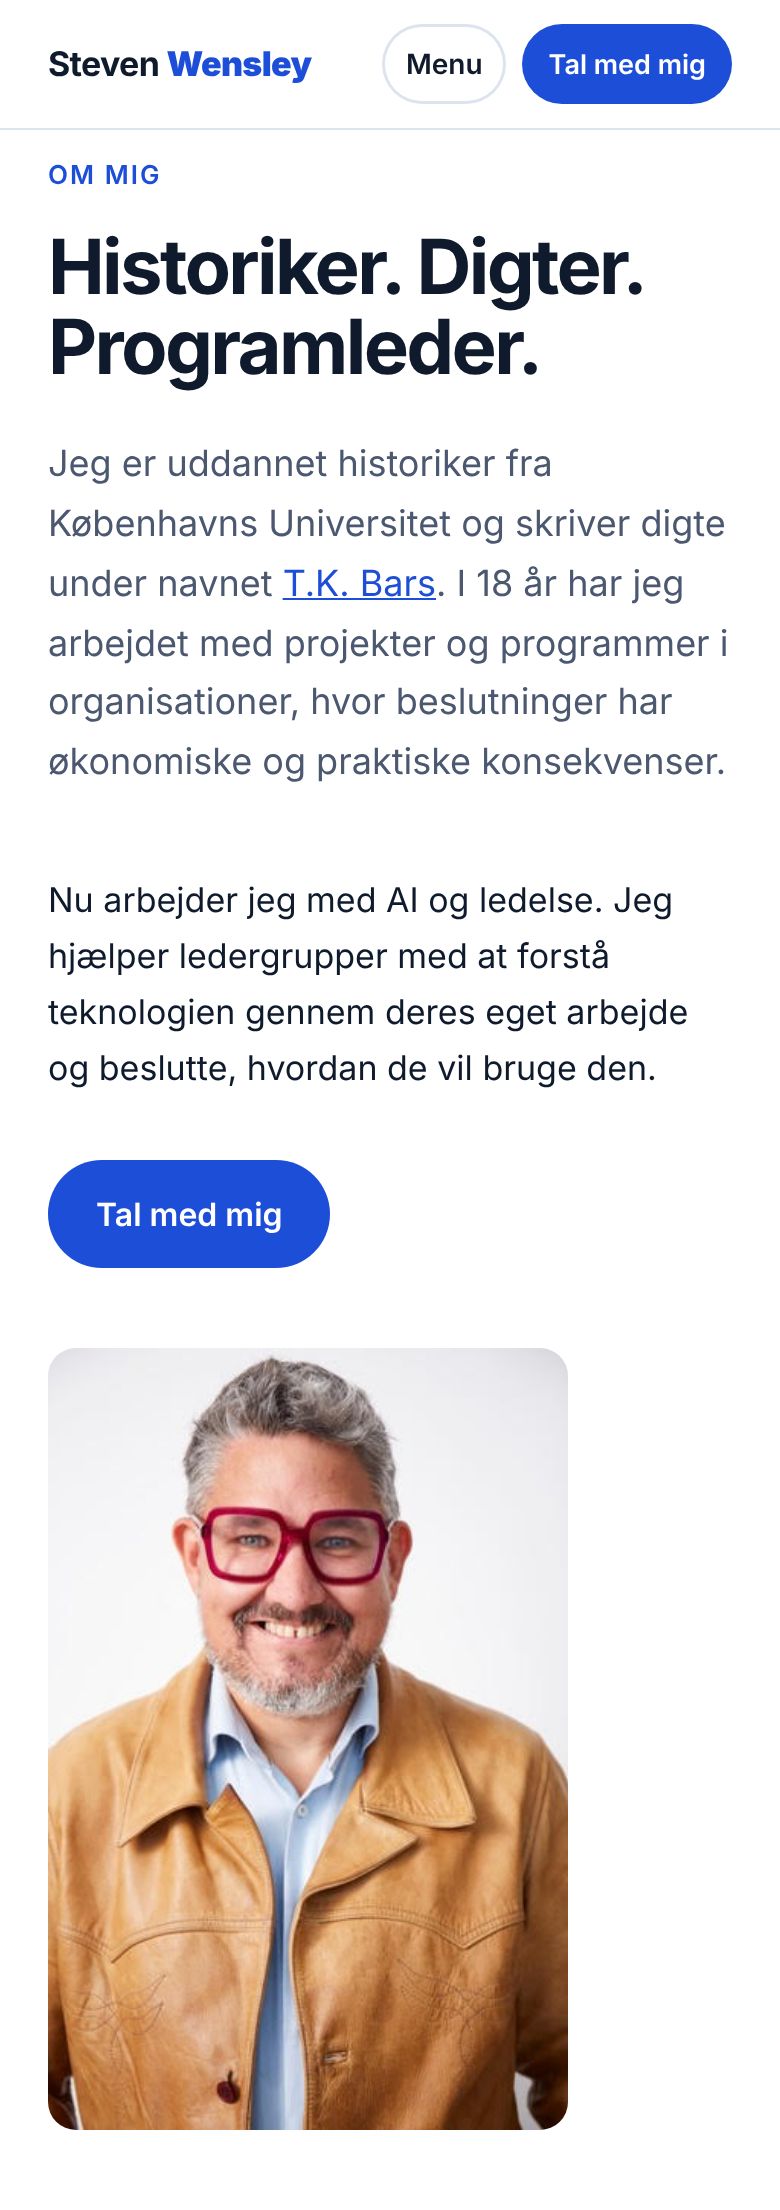 Steven Wensley
Menu
Tal med mig
OM MIG
Historiker. Digter.
Programleder.
Jeg er uddannet historiker fra
Københavns Universitet og skriver digte
under navnet T.K. Bars. I 18 år har jeg
arbejdet med projekter og programmer i
organisationer, hvor beslutninger har
økonomiske og praktiske konsekvenser.
Nu arbejder jeg med AI og ledelse. Jeg
hjælper ledergrupper med at forstå
teknologien gennem deres eget arbejde
og beslutte, hvordan de vil bruge den.
Tal med mig